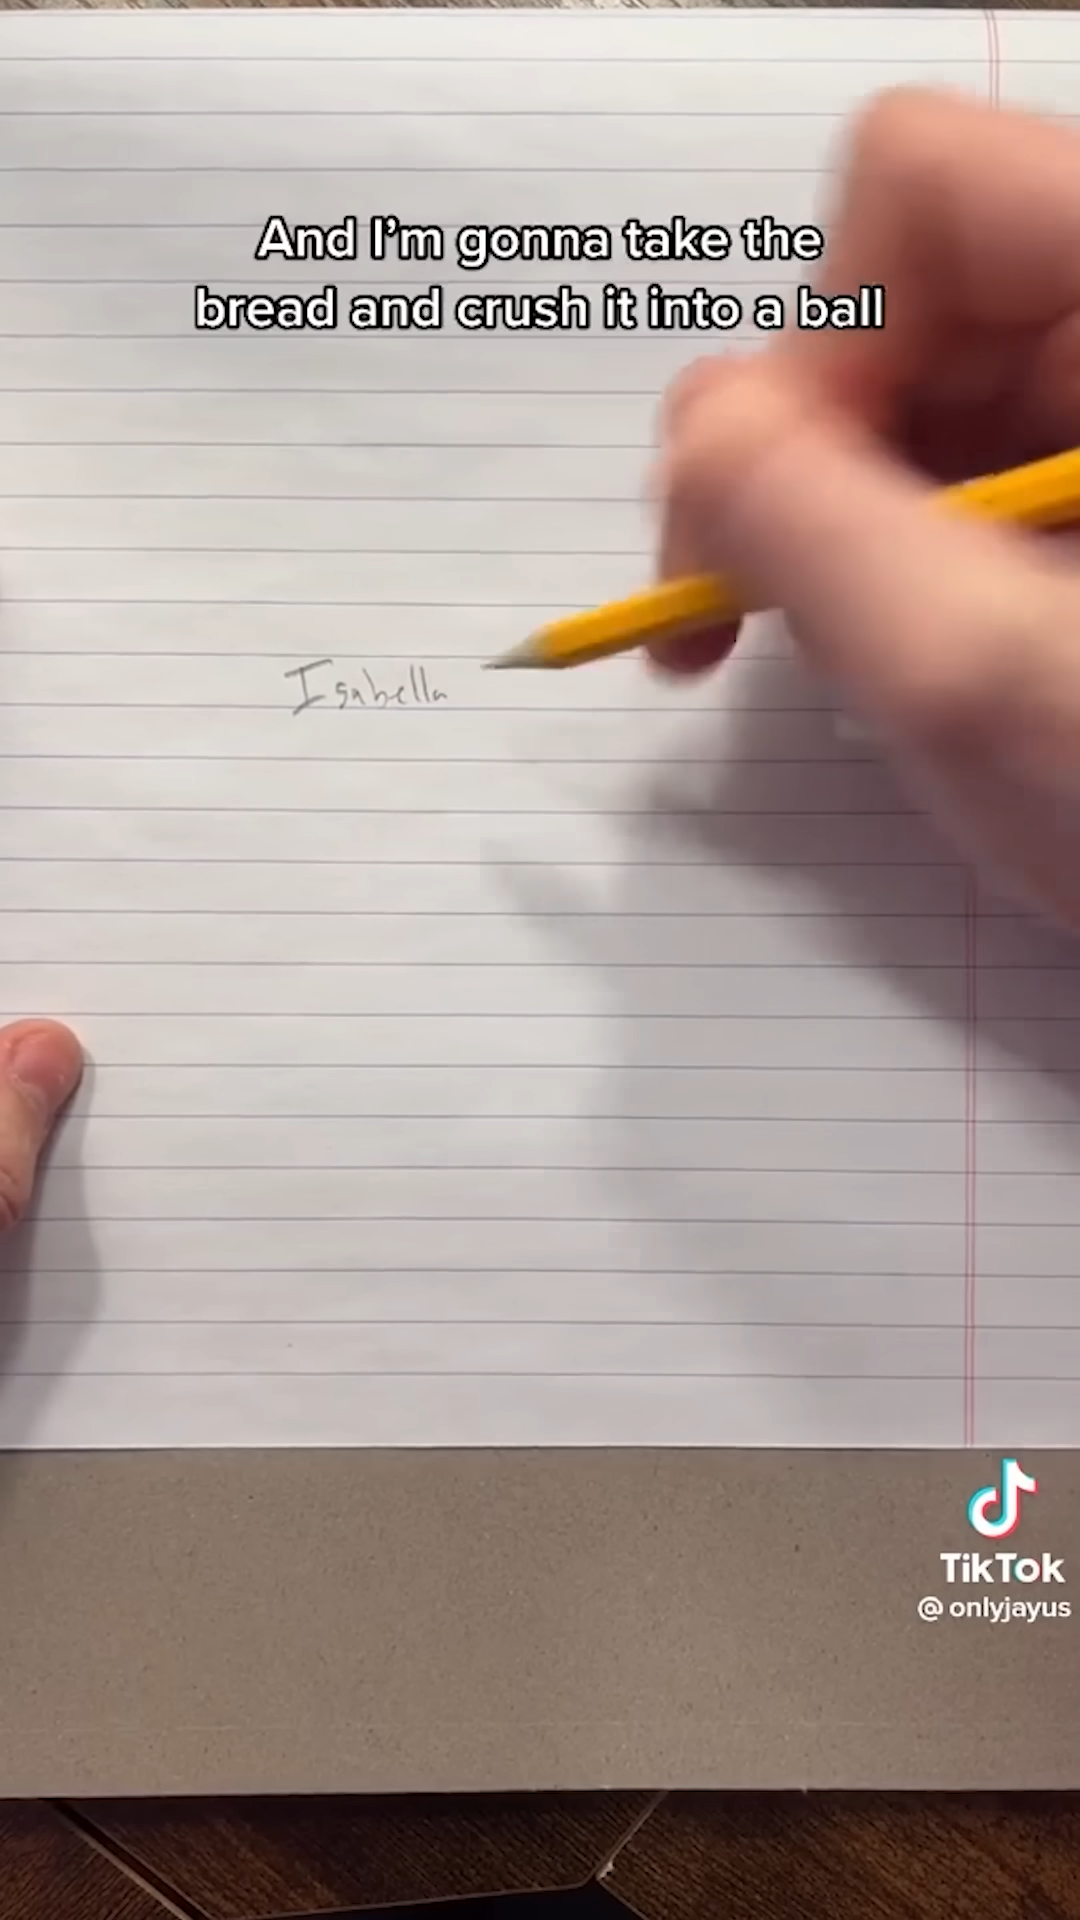 And I'm gonna take the
bread and crush it into a ball
Isabella
TikTok
@onlyjayus